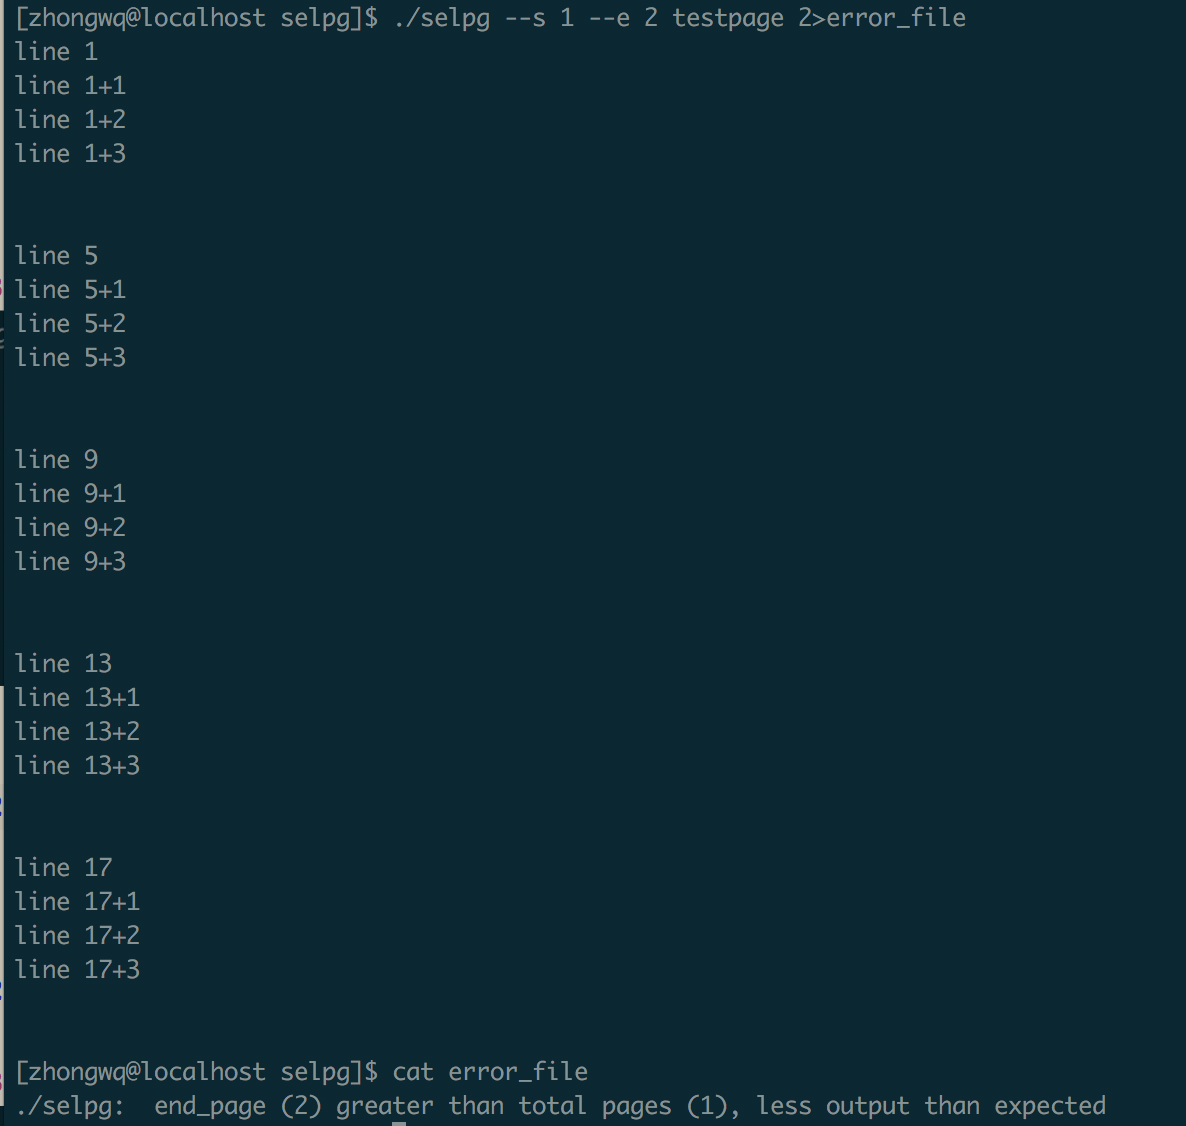 [zhongwq@localhost selpg]$ ./selpg --s 1 --e 2 testpage 2>error_file
line 1
line 1+1
line 1+2
line 1+3
line 5
line 5+1
line 5+2
line 5+3
line 9
line 9+1
line 9+2
line 9+3
line 13
line 13+1
line 13+2
line 13+3
line 17
line 17+1
line 17+2
line 17+3
[zhongwq@localhost selpg]$ cat error_file
./selpg:  end_page (2) greater than total pages (1), less output than expected